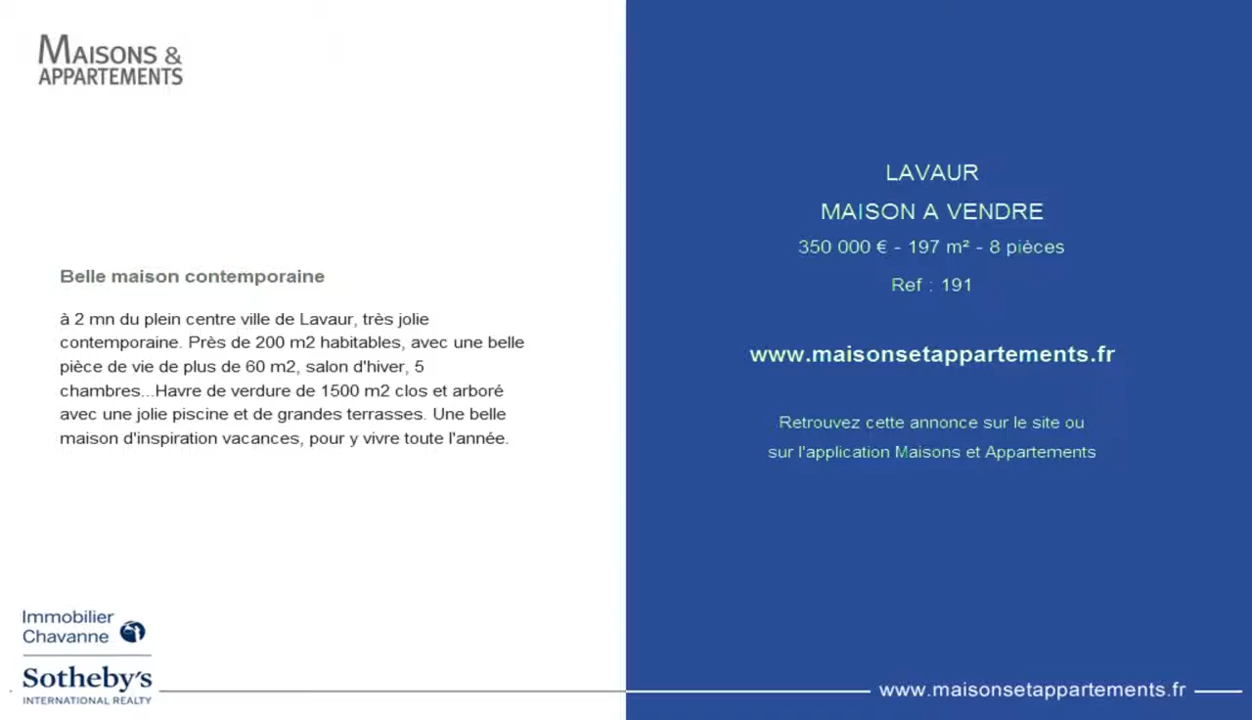 MAISONS &
APPARTEMENTS
Belle maison contemporaine
à 2 mn du plein centre ville de Lavaur, très jolie
contemporaine. Près de 200 m2 habitables, avec une belle
pièce de vie de plus de 60 m2, salon d'hiver, 5
chambres...Havre de verdure de 1500 m2 clos et arboré
avec une jolie piscine et de grandes terrasses. Une belle
maison d'inspiration vacances, pour y vivre toute l'année.
Immobilier
Chavanne
Sotheby's
INTERNATIONAL REALTY
LAVAUR
MAISON A VENDRE
350 000 € - 197 m² - 8 pièces
Ref : 191
www.maisonsetappartements.fr
Retrouvez cette annonce sur le site ou
sur l'application Maisons et Appartements
www.maisonsetappartements.fr